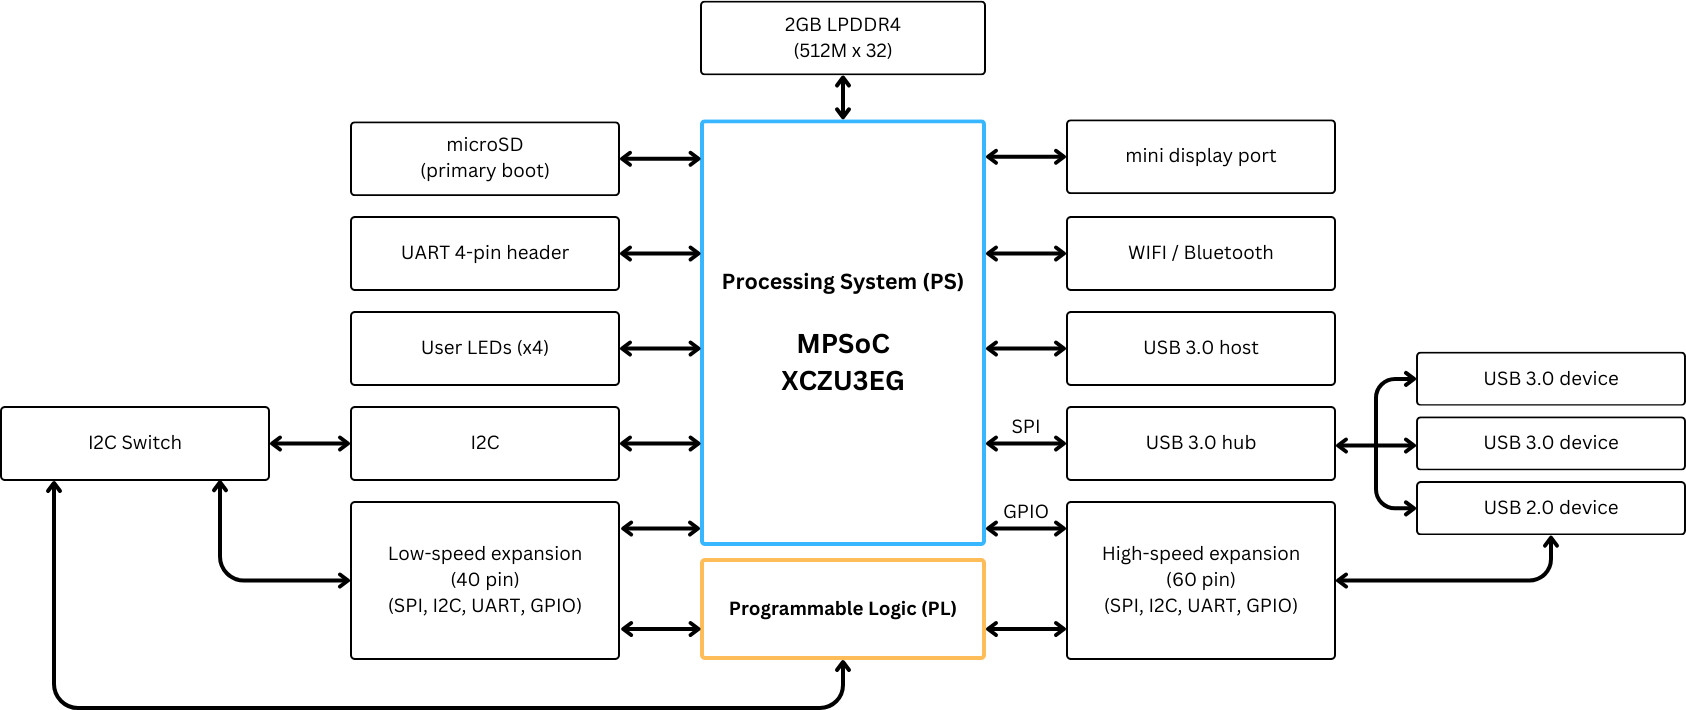 2GB LPDDR4
(512M x 32)
microSD
(primary boot)
mini display port
UART 4-pin header
WIFI / Bluetooth
Processing System (PS)
MPSoC
XCZU3EG
User LEDs (x4)
USB 3.0 host
USB 3.0 device
I2C Switch
I2C
SPI
USB 3.0 hub
USB 3.0 device
USB 2.0 device
GPIO
Low-speed expansion
(40 pin)
(SPI, I2C, UART, GPIO)
High-speed expansion
(60 pin)
(SPI, I2C, UART, GPIO)
Programmable Logic (PL)